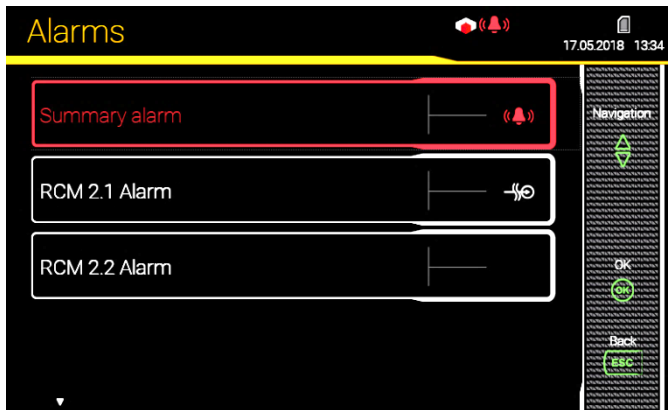 Alarms
17.05.2018 13:34
Summary alarm
Navigation
RCM 2.1 Alarm
RCM 2.2 Alarm
OK
OK
Back
ESC